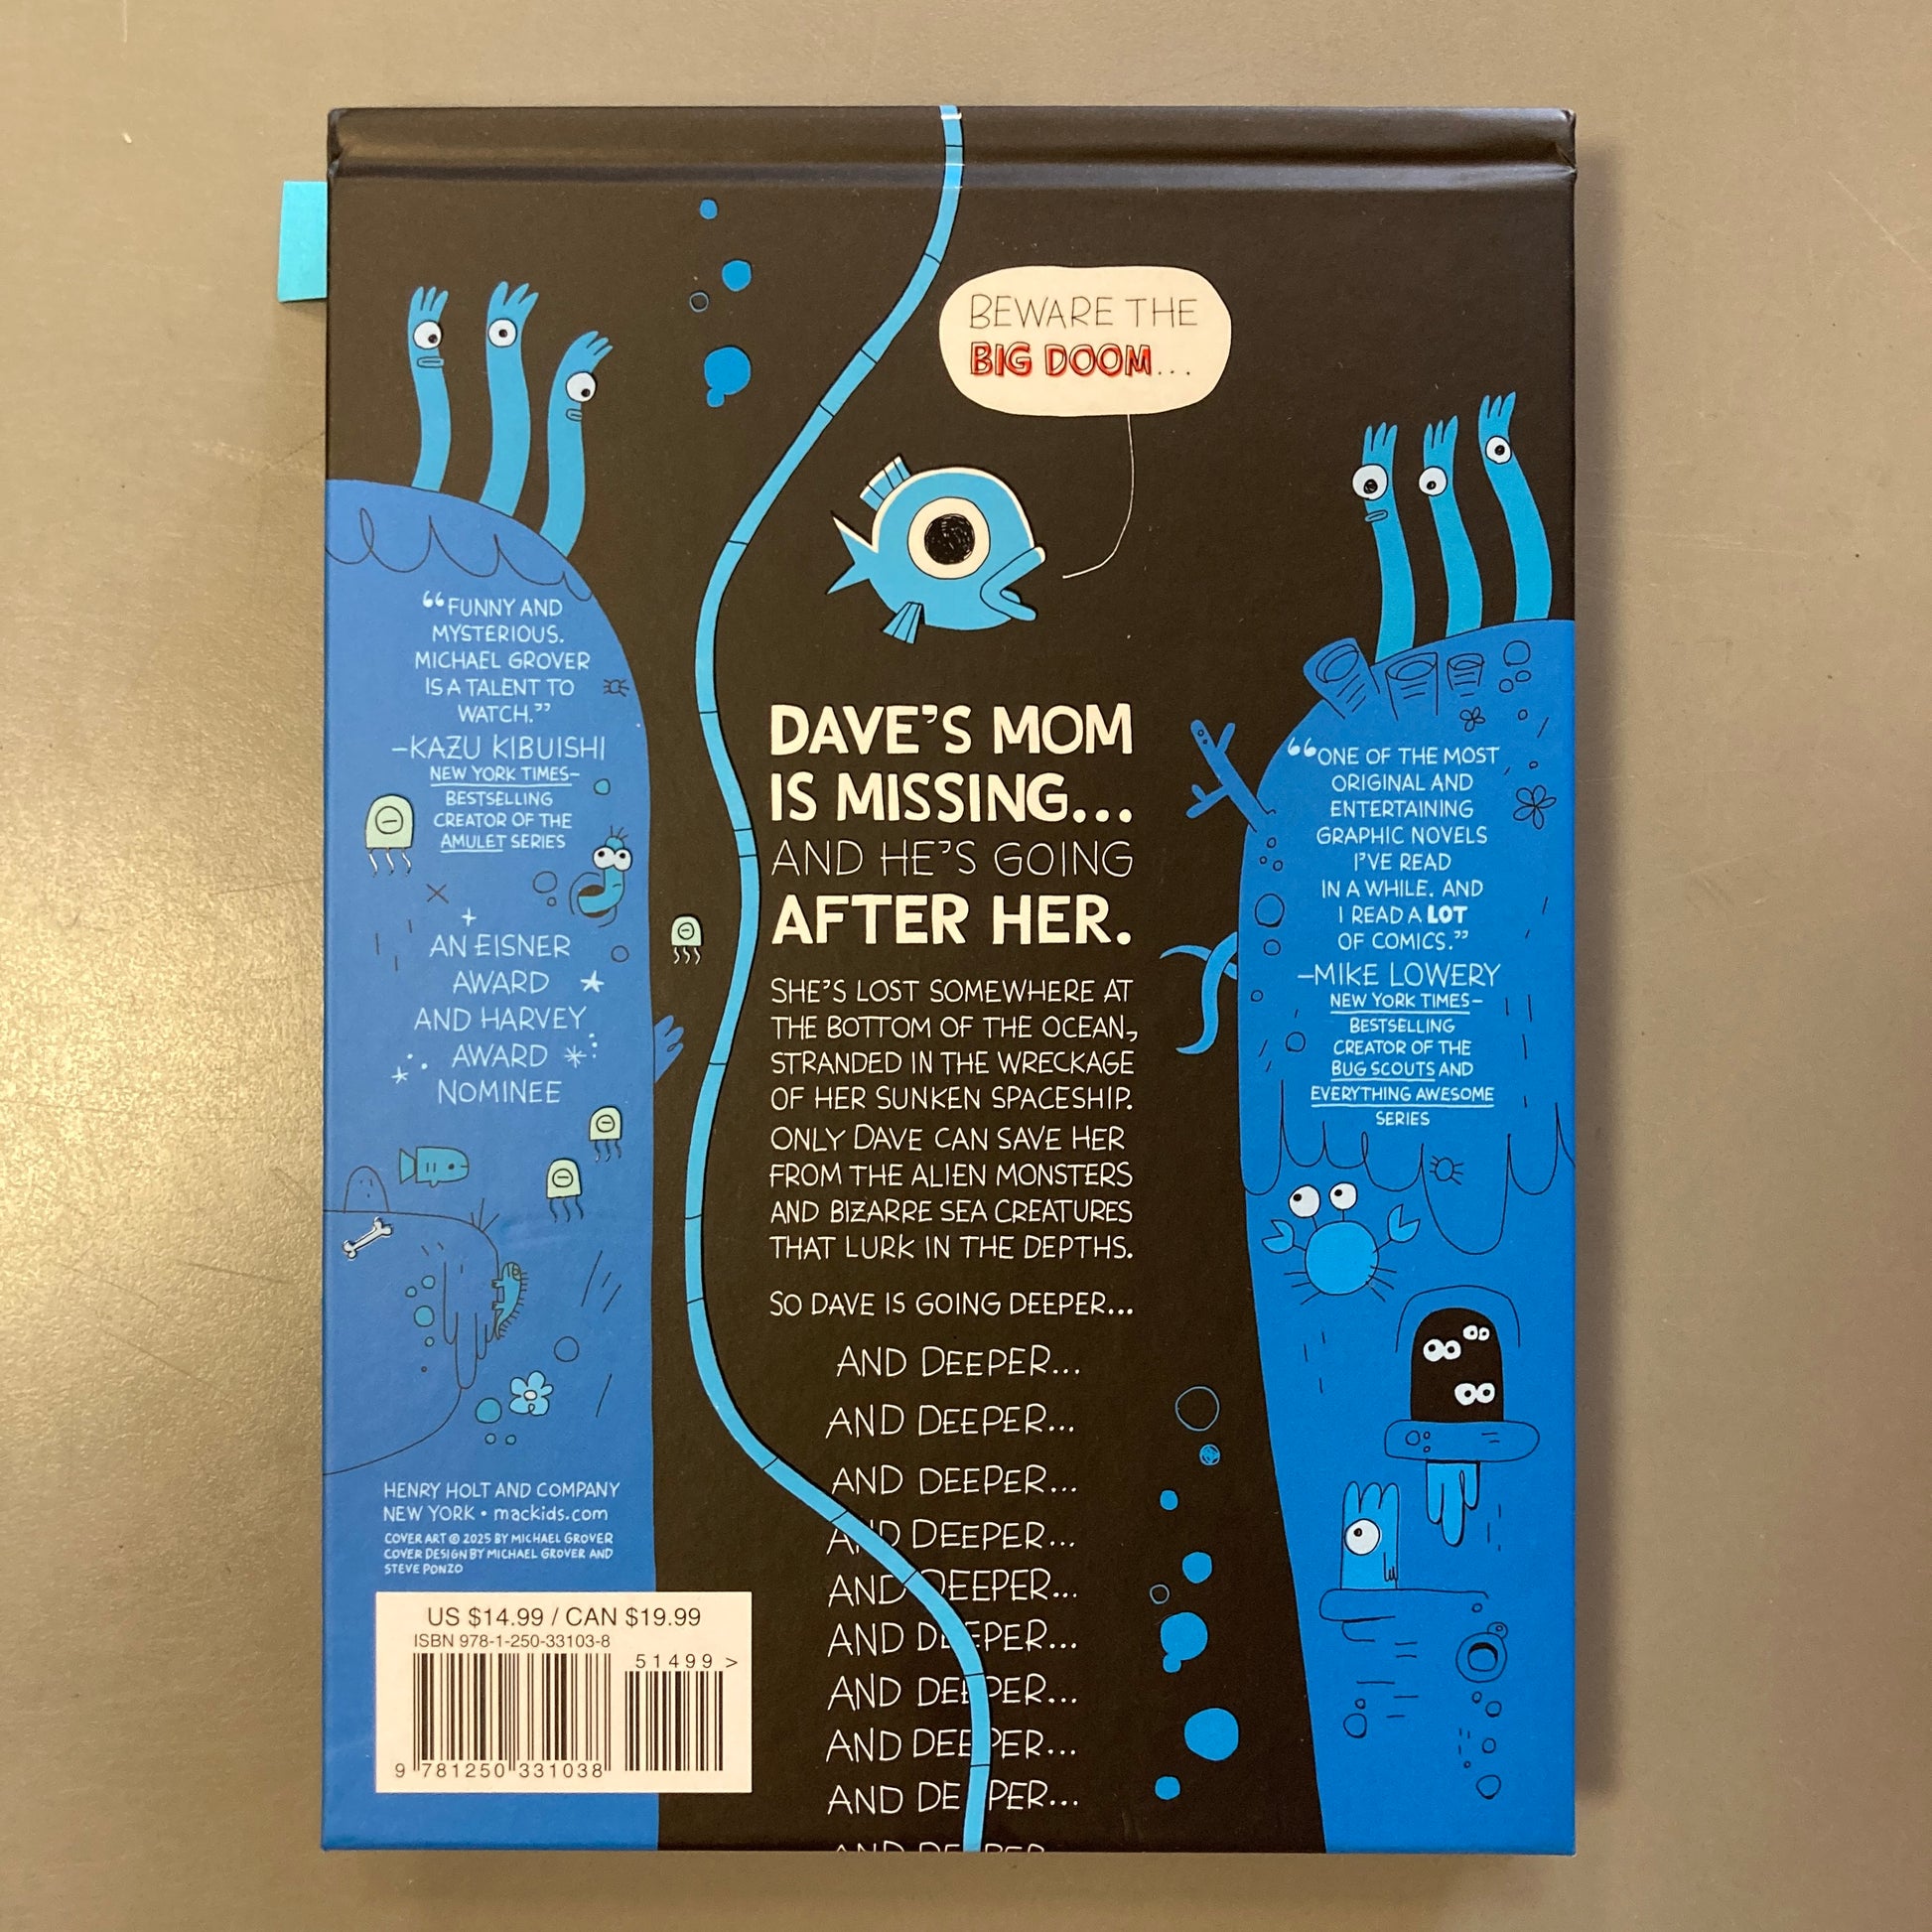 BEWARE THE
BIG DOOM...
"FUNNY AND
MYSTERIOUS.
MICHAEL GROVER
IS A TALENT TO
WATCH."
–KAZU KIBUISHI
NEW YORK TIMES–
BESTSELLING
CREATOR OF THE
AMULET SERIES
AN EISNER
AWARD
AND HARVEY
AWARD
NOMINEE
DAVE'S MOM
IS MISSING...
AND HE'S GOING
AFTER HER.
SHE'S LOST SOMEWHERE AT
THE BOTTOM OF THE OCEAN,
STRANDED IN THE WRECKAGE
OF HER SUNKEN SPACESHIP.
ONLY DAVE CAN SAVE HER
FROM THE ALIEN MONSTERS
AND BIZARRE SEA CREATURES
THAT LURK IN THE DEPTHS.
SO DAVE IS GOING DEEPER...
AND DEEPER...
AND DEEPER...
AND DEEPER...
AND DEEPER...
AND DEEPER...
AND DEEPER...
AND DEEPER...
AND DEEPER...
AND DEEPER...
AND DEEPER
"ONE OF THE MOST
ORIGINAL AND
ENTERTAINING
GRAPHIC NOVELS
I'VE READ
IN A WHILE. AND
I READ A LOT
OF COMICS."
–MIKE LOWERY
NEW YORK TIMES–
BESTSELLING
CREATOR OF THE
BUG SCOUTS AND
EVERYTHING AWESOME
SERIES
HENRY HOLT AND COMPANY
NEW YORK • mackids.com
COVER ART © 2025 BY MICHAEL GROVER
COVER DESIGN BY MICHAEL GROVER AND
STEVE PONZO
US $14.99 / CAN $19.99
ISBN 978-1-250-33103-8
51499 >
9 781250 331038